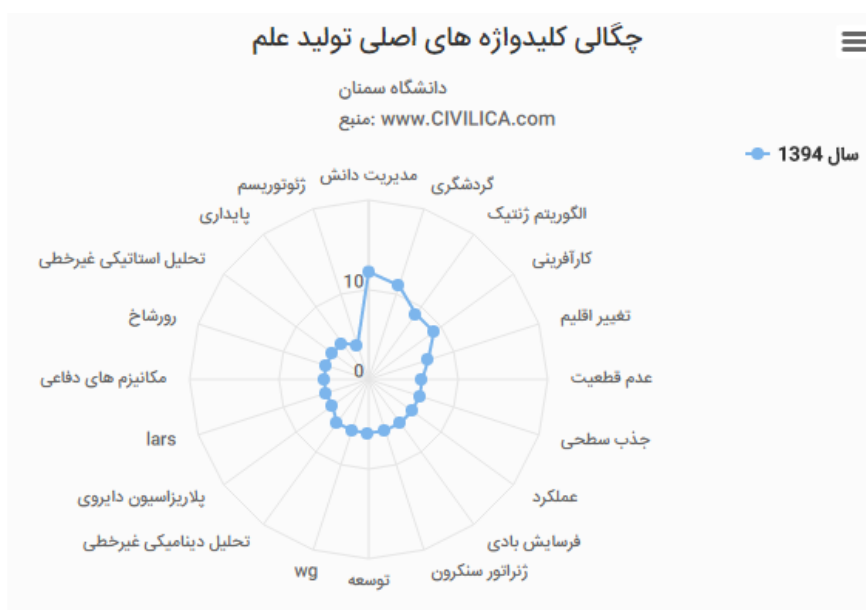 چگالی کلیدواژه های اصلی تولید علم
دانشگاه سمنان
منبع: www.CIVILICA.com
سال 1394
مدیریت دانش
گردشگری
الگوریتم ژنتیک
کارآفرینی
تغییر اقلیم
عدم قطعیت
جذب سطحی
عملکرد
فرسایش بادی
ژنراتور سنکرون
توسعه
wg
تحلیل دینامیکی غیرخطی
پلاریزاسیون دایروی
lars
مکانیزم های دفاعی
رورشاخ
تحلیل استاتیکی غیرخطی
پایداری
ژئوتوریسم
10
0